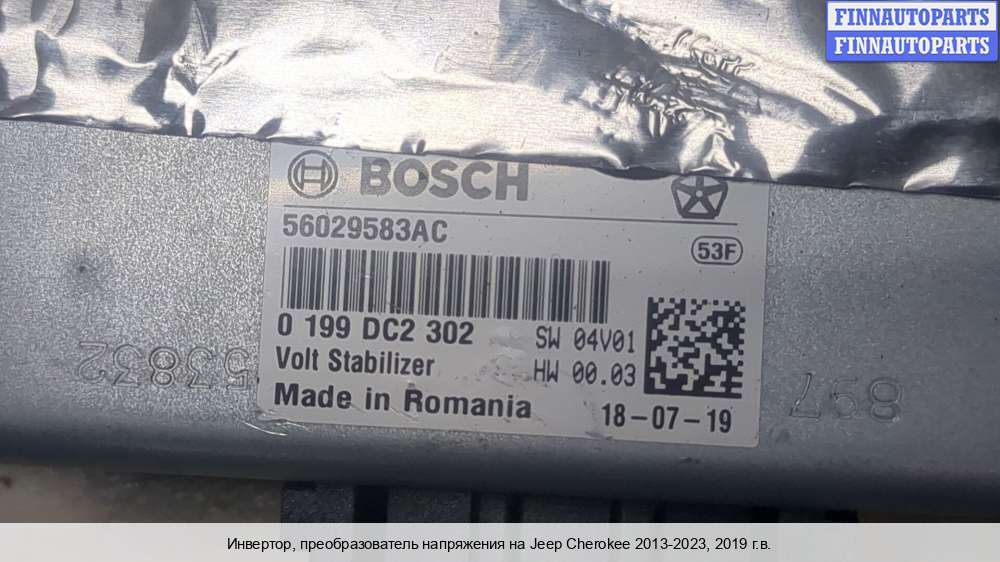 FINNAUTOPARTS
FINNAUTOPARTS
BOSCH
56029583AC
53F
0 199 DC2 302
SW 04V01
Volt Stabilizer
HW 00.03
Made in Romania
18-07-19
Инвертор, преобразователь напряжения на Jeep Cherokee 2013-2023, 2019 г.в.